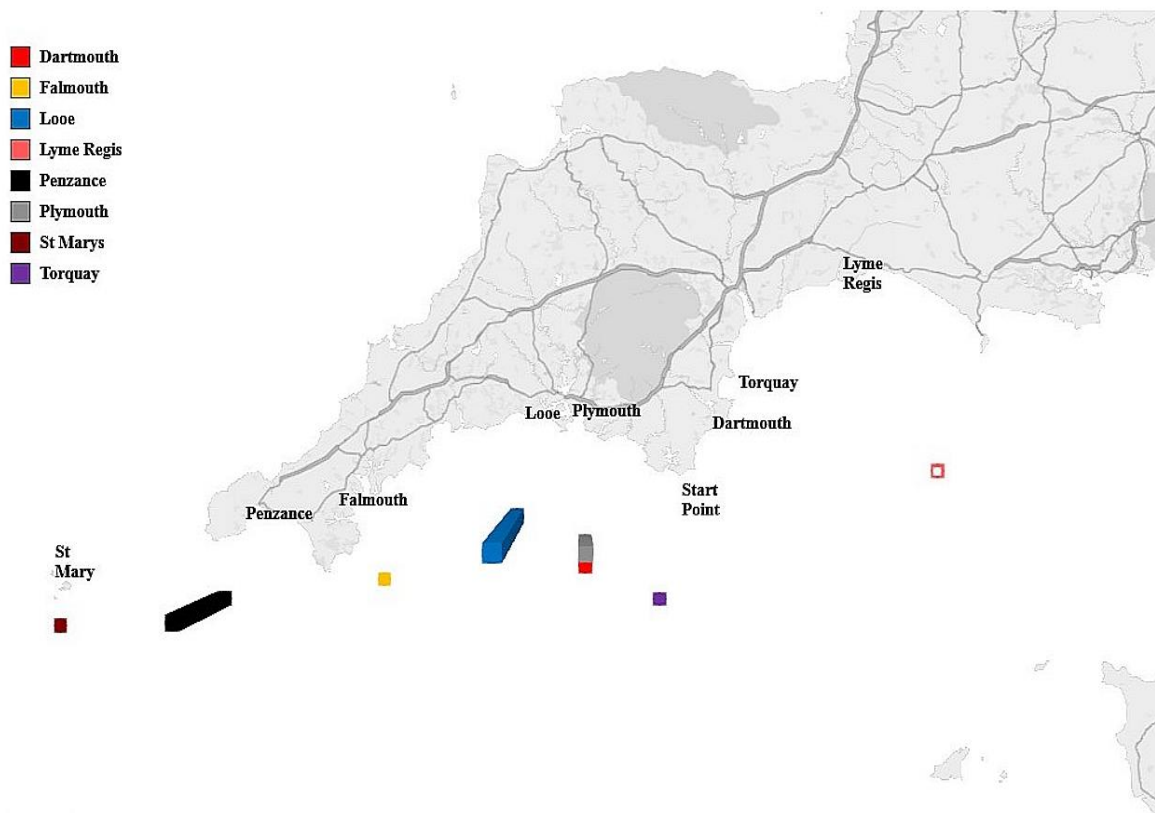 Dartmouth
Falmouth
Looe
Lyme Regis
Penzance
Plymouth
St Marys
Torquay
Lyme
Regis
Torquay
Looe
Plymouth
Dartmouth
Start
Point
Falmouth
Penzance
St
Mary